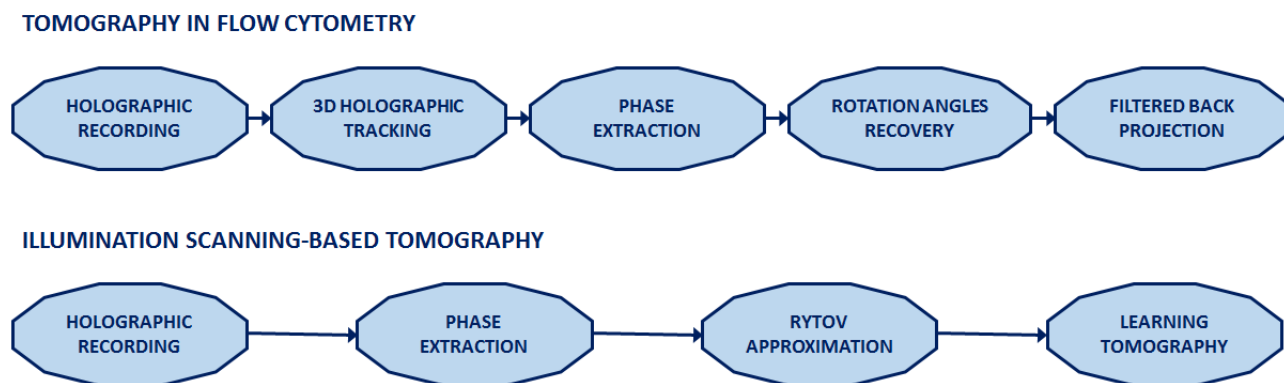 TOMOGRAPHY IN FLOW CYTOMETRY
HOLOGRAPHIC
RECORDING
3D HOLOGRAPHIC
TRACKING
PHASE
EXTRACTION
ROTATION ANGLES
RECOVERY
FILTERED BACK
PROJECTION
ILLUMINATION SCANNING-BASED TOMOGRAPHY
HOLOGRAPHIC
RECORDING
PHASE
EXTRACTION
RYTOV
APPROXIMATION
LEARNING
TOMOGRAPHY